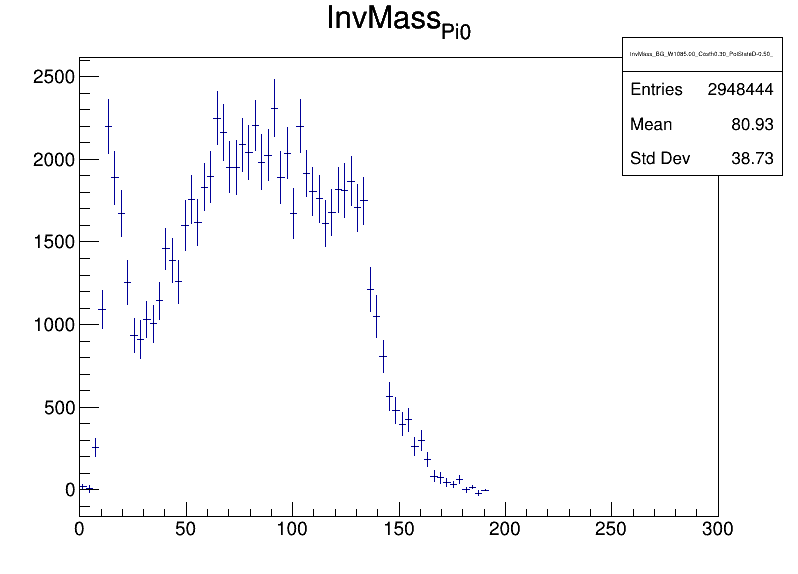 InvMass_Pi0
InvMass_BG_W1085.00_Costh0.30_PolStateD-0.50_
Entries 2948444
Mean 80.93
Std Dev 38.73
2500
2000
1500
1000
500
0
0 50 100 150 200 250 300